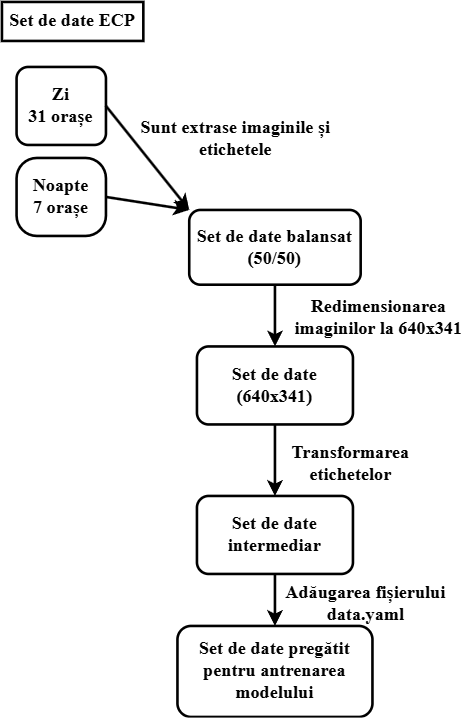 Set de date ECP
Zi
31 orașe
Sunt extrase imaginile și
etichetele
Noapte
7 orașe
Set de date balansat
(50/50)
Redimensionarea
imaginilor la 640x341
Set de date
(640x341)
Transformarea
etichetelor
Set de date
intermediar
Adăugarea fișierului
data.yaml
Set de date pregătit
pentru antrenarea
modelului